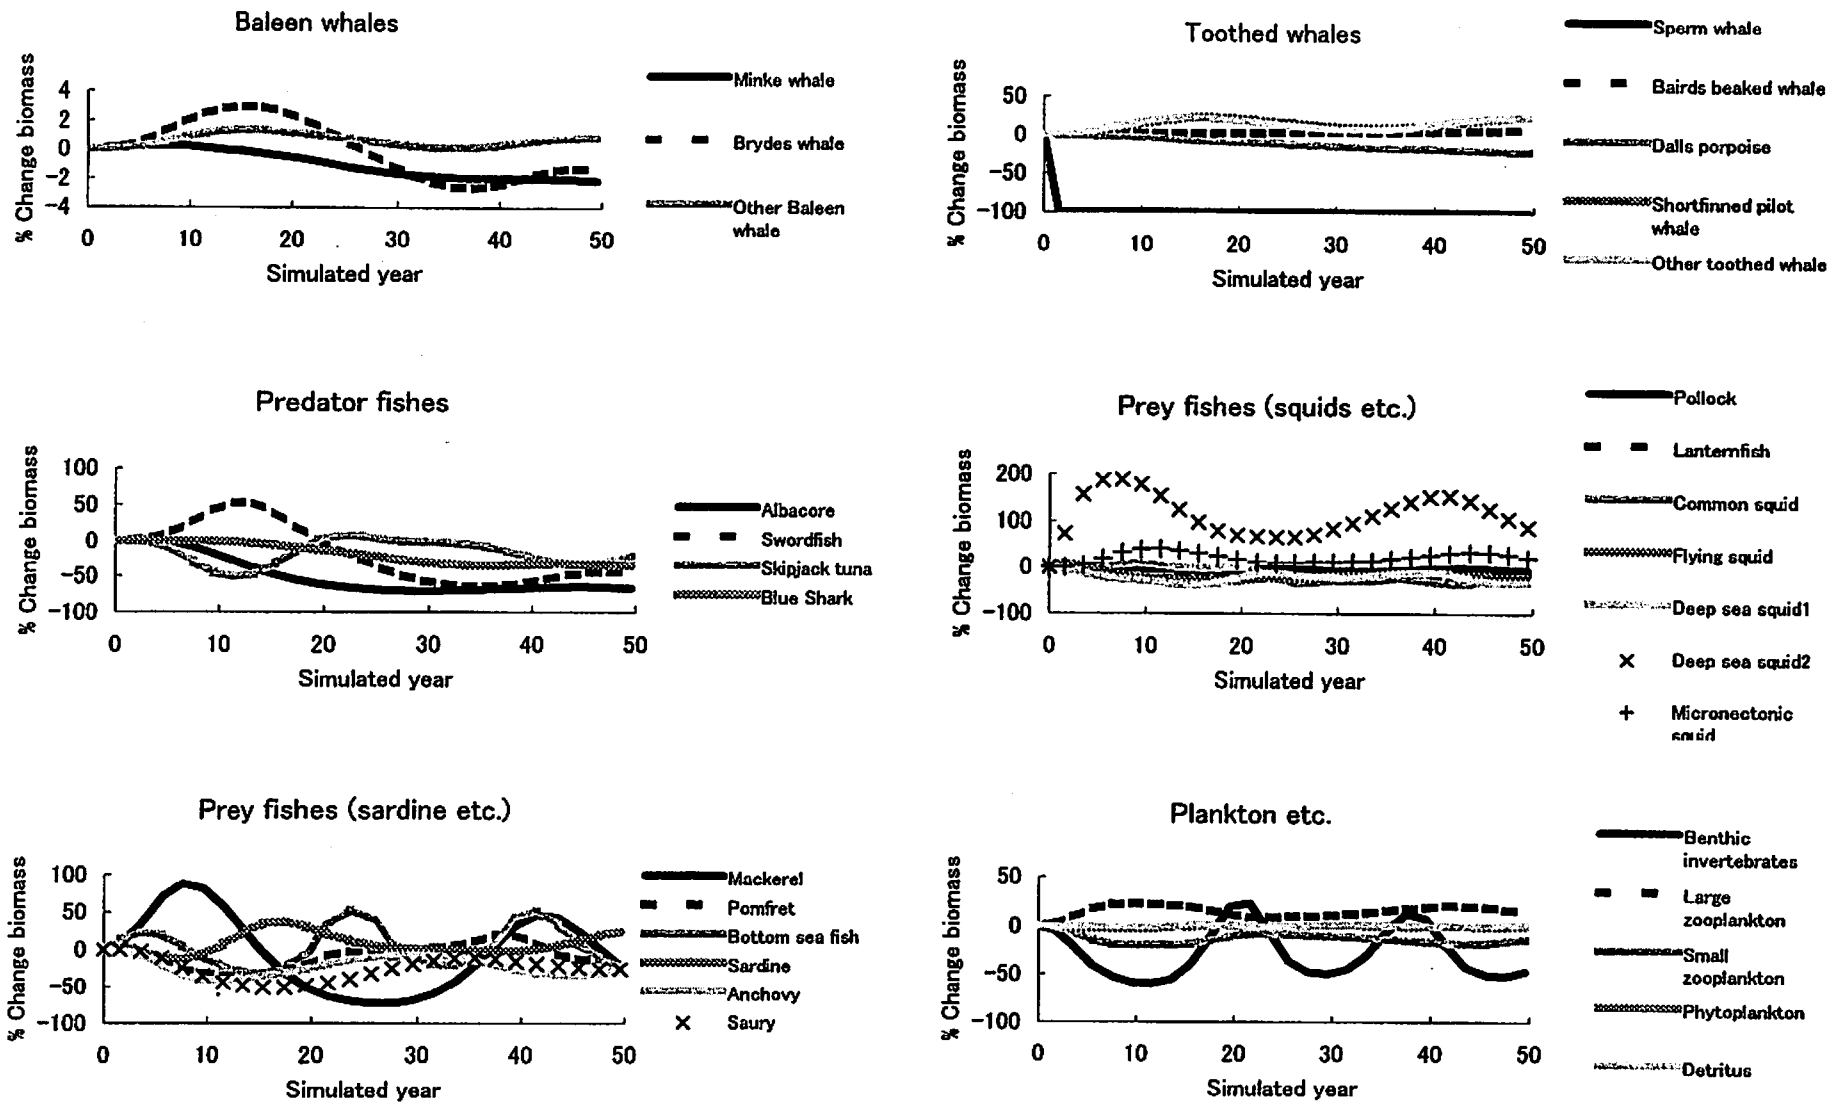 Baleen whales
% Change biomass
4
2
0
−2
−4
0 10 20 30 40 50
Simulated year
Minke whale
Brydes whale
Other Baleen
whale
Toothed whales
% Change biomass
50
0
−50
−100
0 10 20 30 40 50
Simulated year
Sperm whale
Bairds beaked whale
Dalls porpoise
Shortfinned pilot
whale
Other toothed whale
Predator fishes
% Change biomass
100
50
0
−50
−100
0 10 20 30 40 50
Simulated year
Albacore
Swordfish
Skipjack tuna
Blue Shark
Prey fishes (squids etc.)
% Change biomass
200
100
0
−100
0 10 20 30 40 50
Simulated year
Pollock
Lanternfish
Common squid
Flying squid
Deep sea squid1
Deep sea squid2
Micronectonic
squid
Prey fishes (sardine etc.)
% Change biomass
100
50
0
−50
−100
0 10 20 30 40 50
Simulated year
Mackerel
Pomfret
Bottom sea fish
Sardine
Anchovy
Saury
Plankton etc.
% Change biomass
50
0
−50
−100
0 10 20 30 40 50
Simulated year
Benthic
invertebrates
Large
zooplankton
Small
zooplankton
Phytoplankton
Detritus